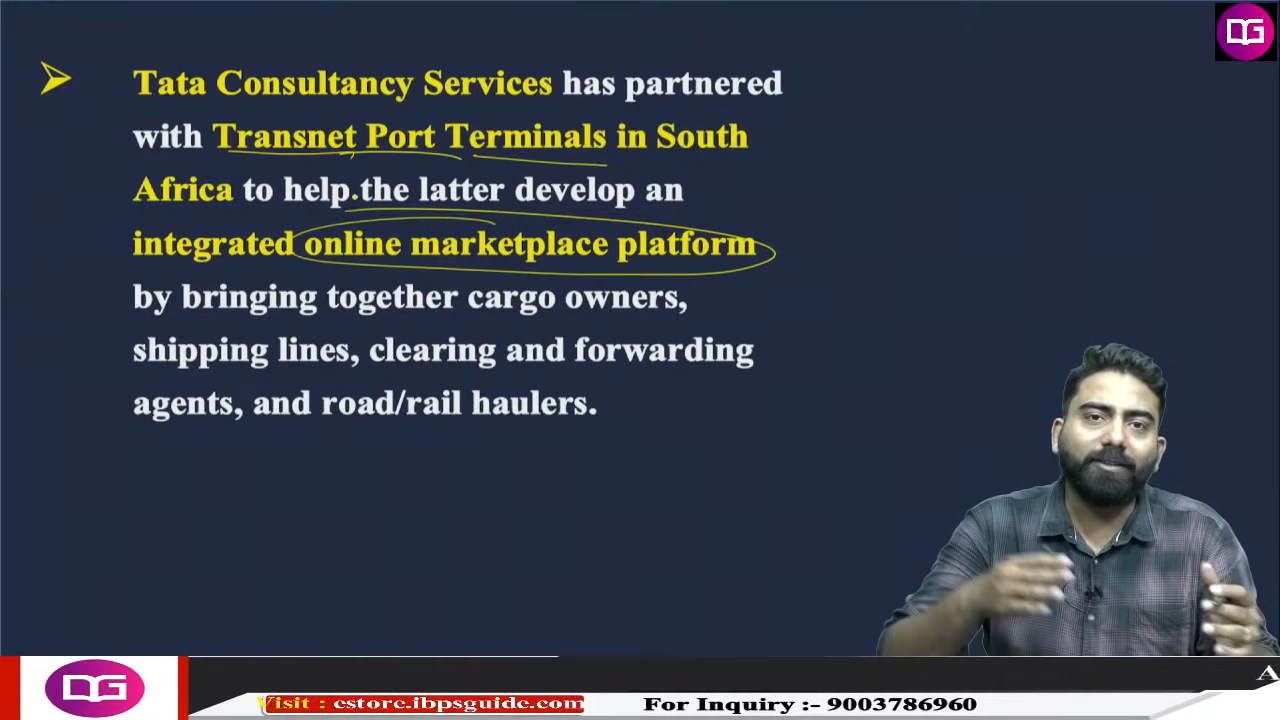 DG
Tata Consultancy Services has partnered
with Transnet Port Terminals in South
Africa to help the latter develop an
integrated online marketplace platform
by bringing together cargo owners,
shipping lines, clearing and forwarding
agents, and road/rail haulers.
A
DG
Visit : estore.ibpsguide.com
For Inquiry :- 9003786960